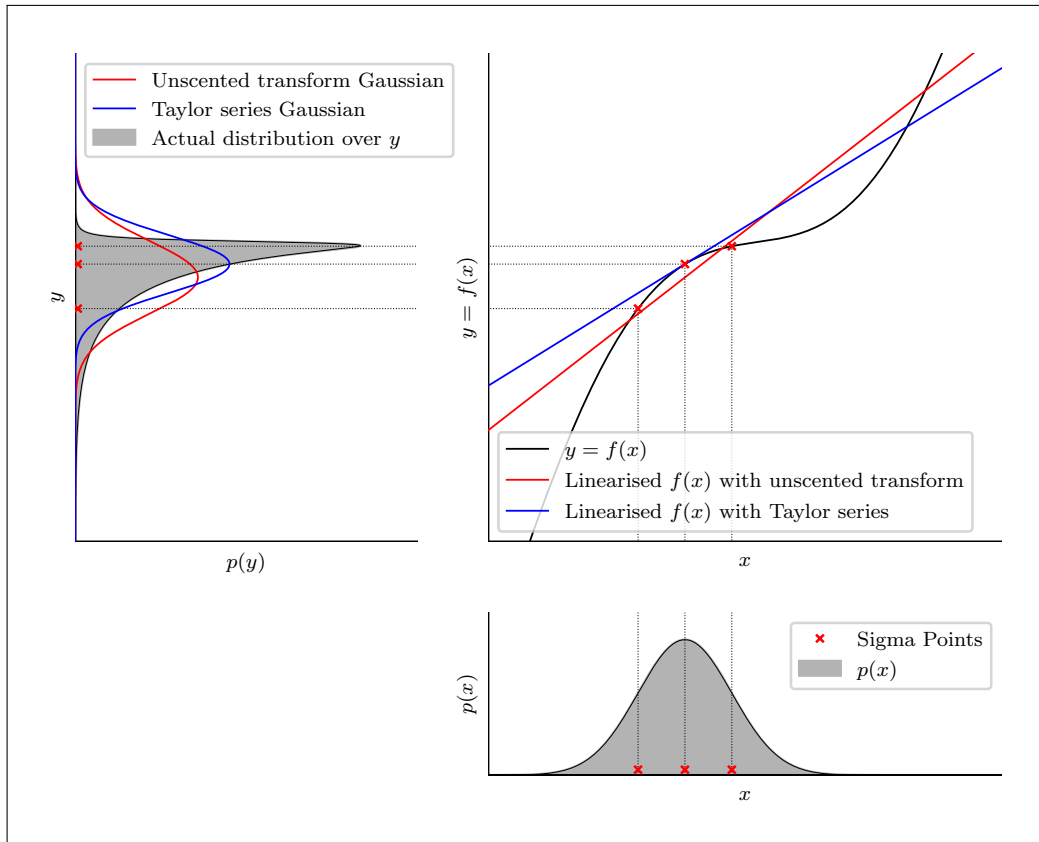 Unscented transform Gaussian
Taylor series Gaussian
Actual distribution over y
y
p(y)
y = f(x)
y = f(x)
Linearised f(x) with unscented transform
Linearised f(x) with Taylor series
x
p(x)
Sigma Points
p(x)
x